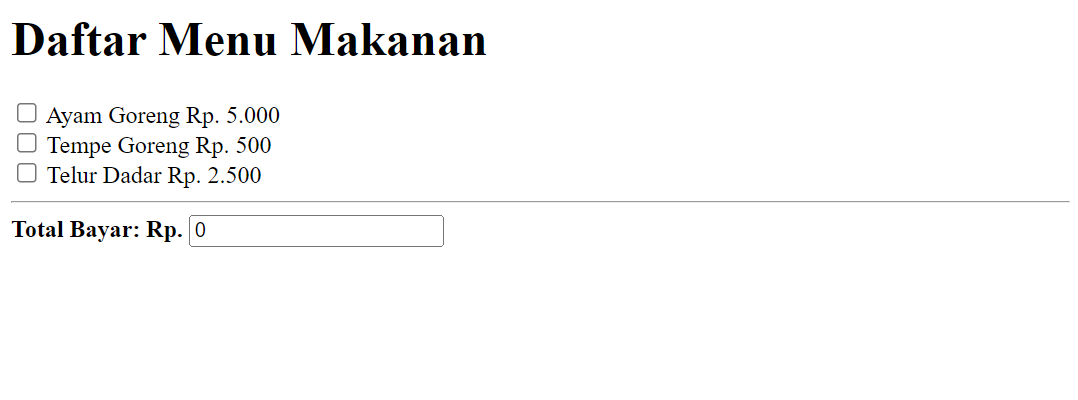 Daftar Menu Makanan
Ayam Goreng Rp. 5.000
Tempe Goreng Rp. 500
Telur Dadar Rp. 2.500
Total Bayar: Rp. 0